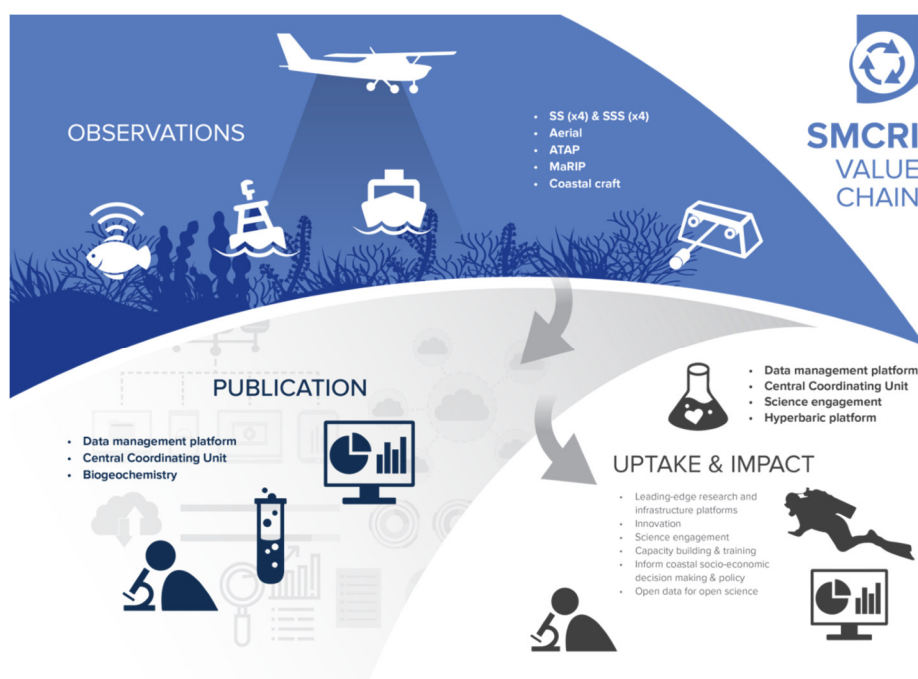 OBSERVATIONS
• SS (x4) & SSS (x4)
• Aerial
• ATAP
• MaRIP
• Coastal craft
SMCRI
VALUE
CHAIN
PUBLICATION
• Data management platform
• Central Coordinating Unit
• Biogeochemistry
• Data management platform
• Central Coordinating Unit
• Science engagement
• Hyperbaric platform
UPTAKE & IMPACT
• Leading-edge research and
infrastructure platforms
• Innovation
• Science engagement
• Capacity building & training
• Inform coastal socio-economic
decision making & policy
• Open data for open science